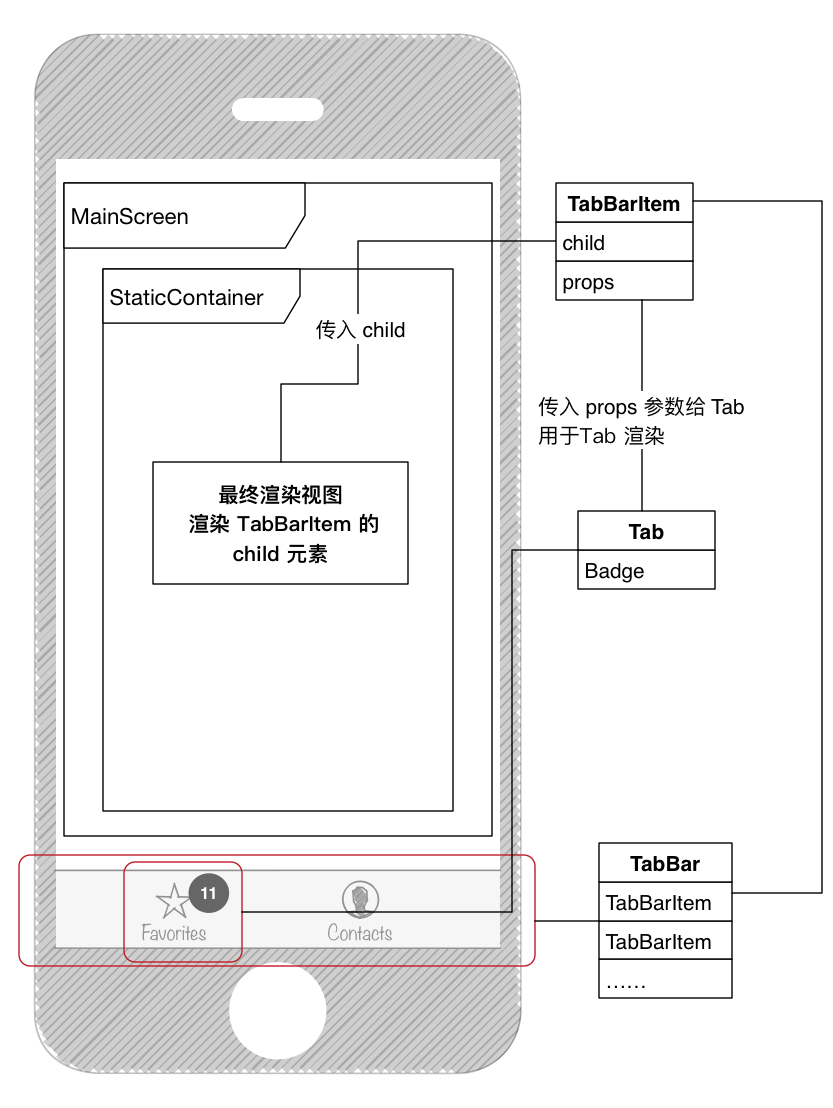 MainScreen
StaticContainer
传入 child
最终渲染视图
渲染 TabBarItem 的
child 元素
TabBarItem
child
props
传入 props 参数给 Tab
用于Tab 渲染
Tab
Badge
11
Favorites
Contacts
TabBar
TabBarItem
TabBarItem
……